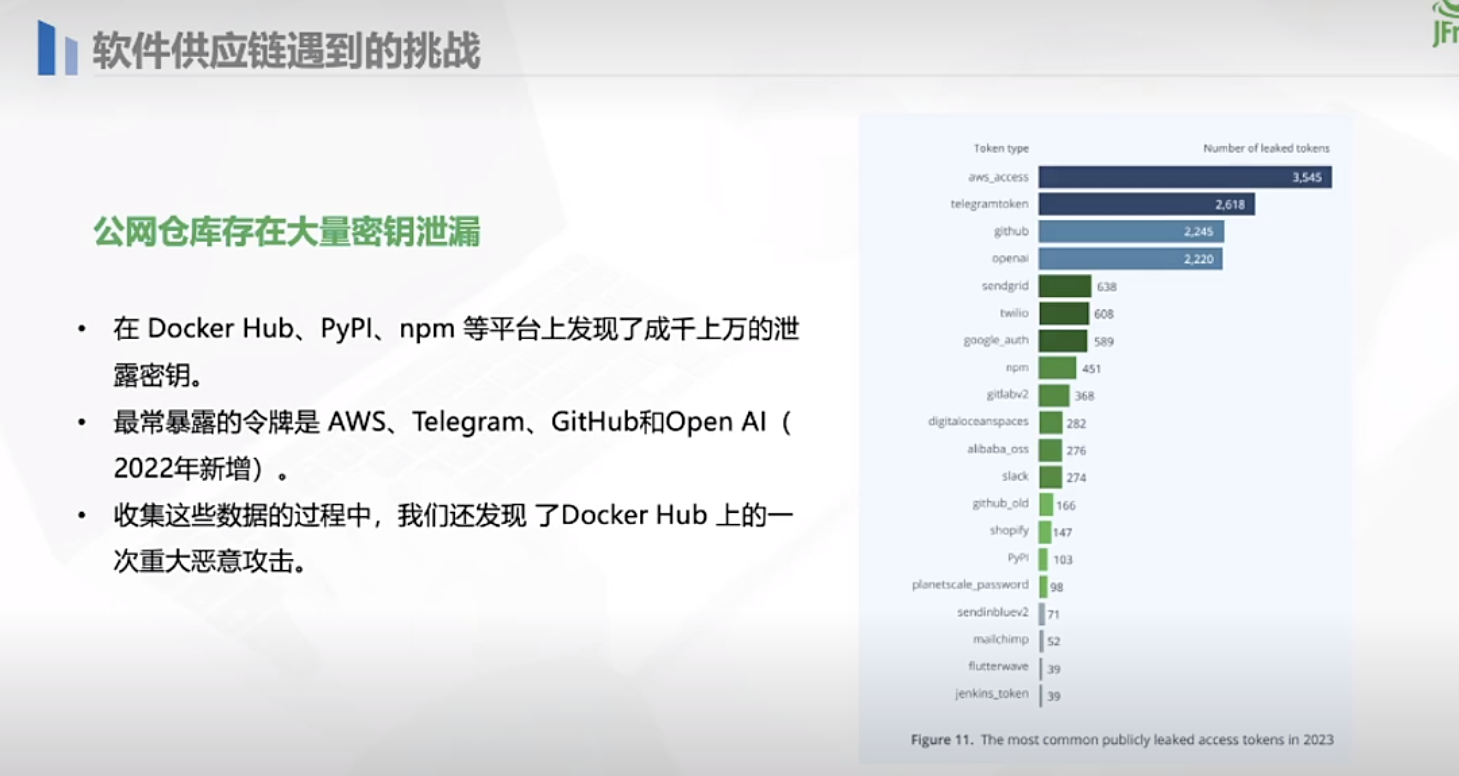 软件供应链遇到的挑战
公网仓库存在大量密钥泄漏
• 在 Docker Hub、PyPI、npm 等平台上发现了成千上万的泄
露密钥。
• 最常暴露的令牌是 AWS、Telegram、GitHub和Open AI（
2022年新增）。
• 收集这些数据的过程中，我们还发现 了Docker Hub 上的一
次重大恶意攻击。
Token type Number of leaked tokens
aws_access 3,545
telegramtoken 2,618
github 2,245
openai 2,220
sendgrid 638
twilio 608
google_auth 589
npm 451
gitlabv2 368
digitaloceanspaces 282
alibaba_oss 276
slack 274
github_old 166
shopify 147
PyPI 103
planetscale_password 98
sendinbluev2 71
mailchimp 52
flutterwave 39
jenkins_token 39
Figure 11. The most common publicly leaked access tokens in 2023